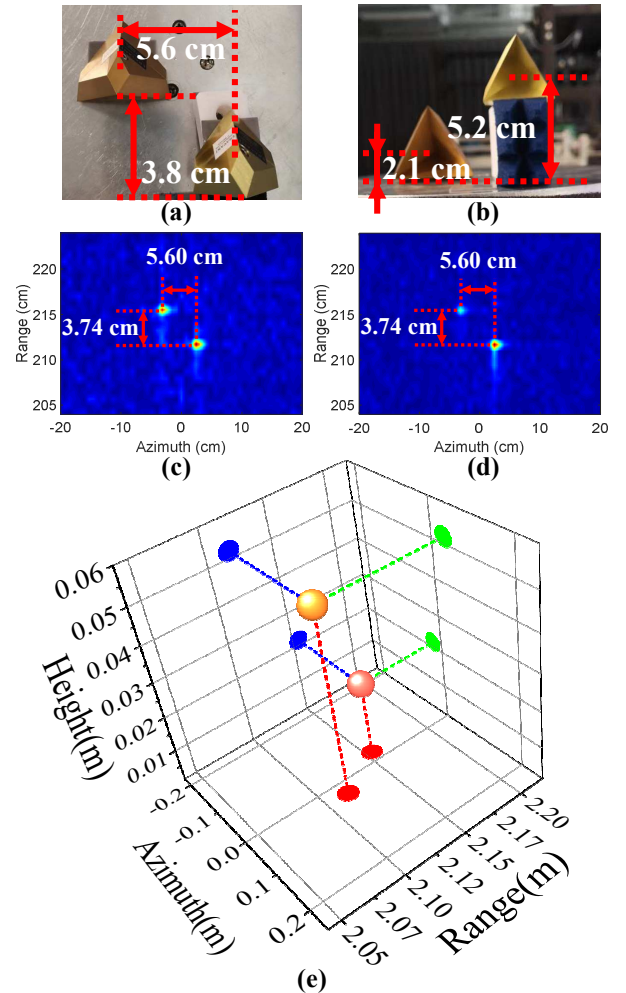 5.6 cm
3.8 cm
(a)
5.2 cm
2.1 cm
(b)
220
215
210
205
Range (cm)
5.60 cm
3.74 cm
-20
-10
0
10
20
Azimuth (cm)
(c)
220
215
210
205
Range (cm)
5.60 cm
3.74 cm
-20
-10
0
10
20
Azimuth (cm)
(d)
0.06
0.05
0.04
0.03
0.02
0.01
Height(m)
-0.2
-0.1
0.0
0.1
0.2
Azimuth(m)
2.05
2.07
2.10
2.12
2.15
2.17
2.20
Range(m)
(e)